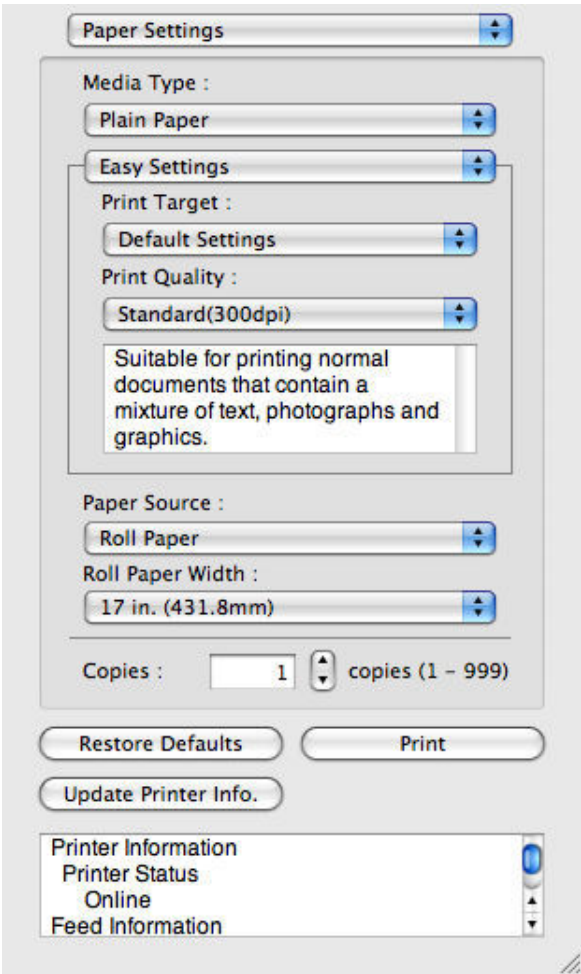 Paper Settings
Media Type :
Plain Paper
Easy Settings
Print Target :
Default Settings
Print Quality :
Standard(300dpi)
Suitable for printing normal
documents that contain a
mixture of text, photographs and
graphics.
Paper Source :
Roll Paper
Roll Paper Width :
17 in. (431.8mm)
Copies : 1 copies (1 – 999)
Restore Defaults Print
Update Printer Info.
Printer Information
Printer Status
Online
Feed Information